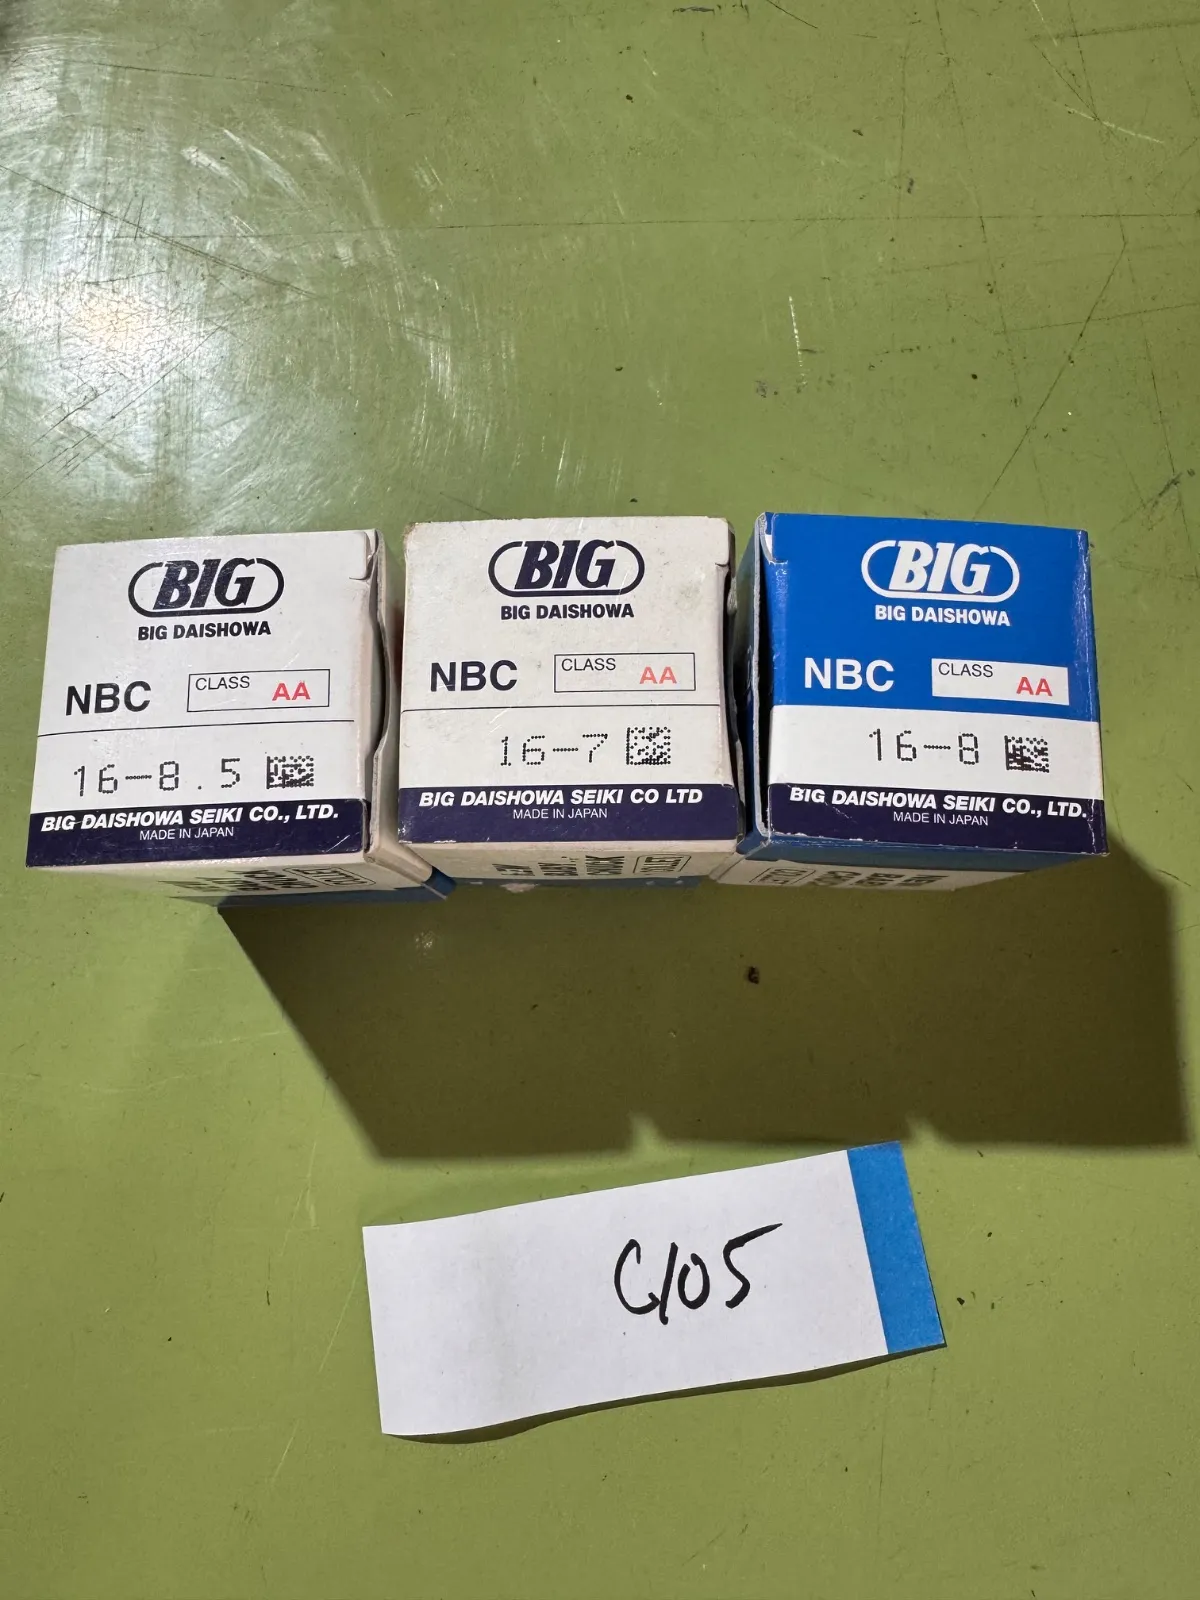 BIG
BIG DAISHOWA
NBC CLASS AA
16-8.5
BIG DAISHOWA SEIKI CO., LTD.
MADE IN JAPAN
BIG
BIG DAISHOWA
NBC CLASS AA
16-7
BIG DAISHOWA SEIKI CO LTD
MADE IN JAPAN
BIG
BIG DAISHOWA
NBC CLASS AA
16-8
BIG DAISHOWA SEIKI CO., LTD.
MADE IN JAPAN
C105